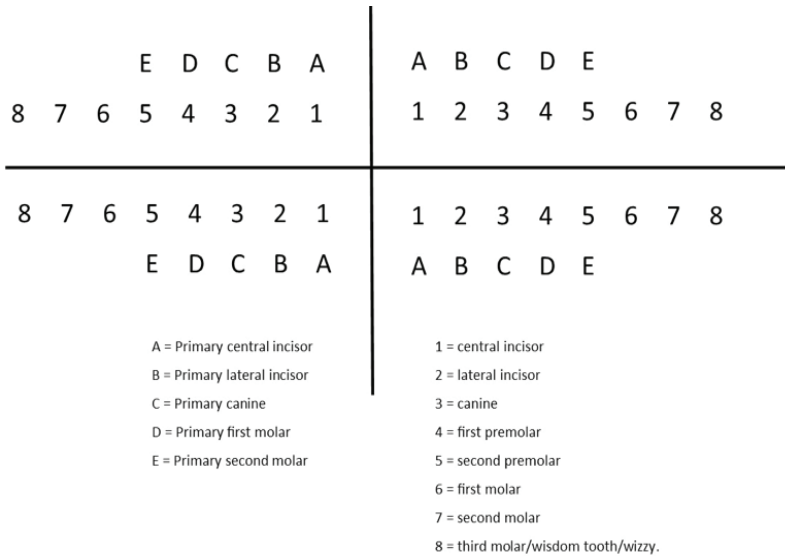 E D C B A A B C D E
8 7 6 5 4 3 2 1 1 2 3 4 5 6 7 8
8 7 6 5 4 3 2 1 1 2 3 4 5 6 7 8
E D C B A A B C D E
A = Primary central incisor
B = Primary lateral incisor
C = Primary canine
D = Primary first molar
E = Primary second molar
1 = central incisor
2 = lateral incisor
3 = canine
4 = first premolar
5 = second premolar
6 = first molar
7 = second molar
8 = third molar/wisdom tooth/wizzy.